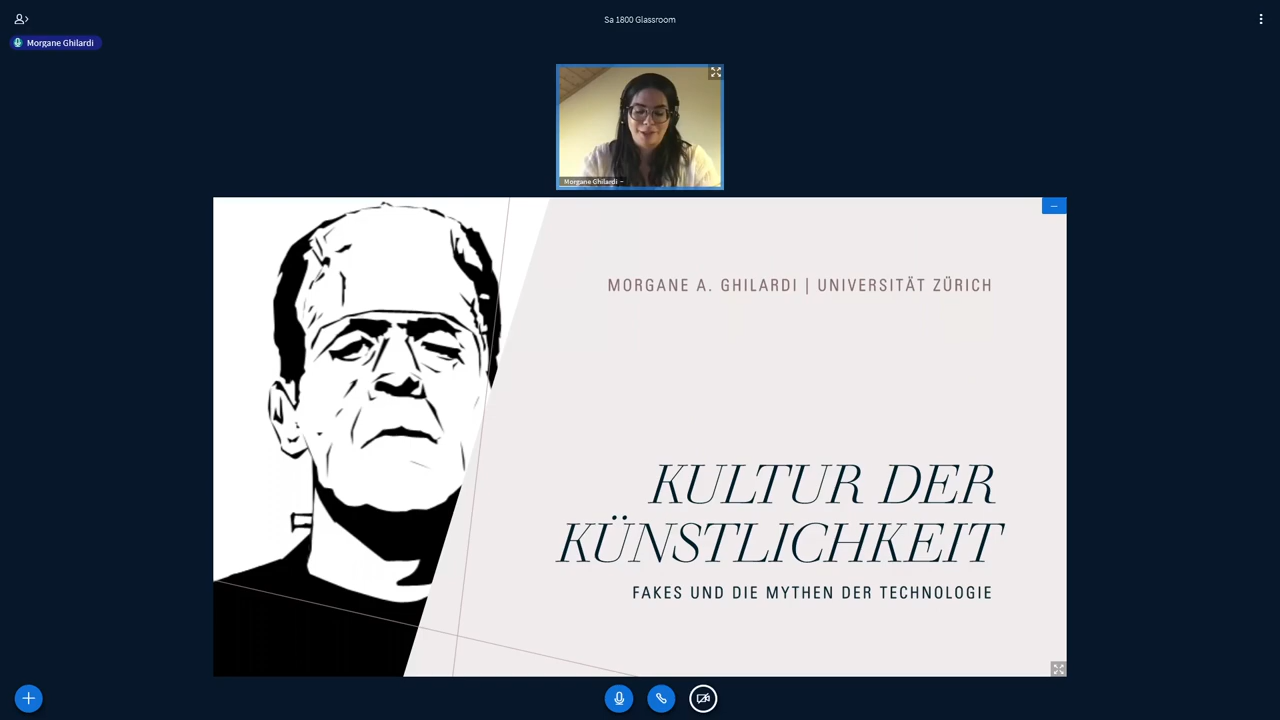 Sa 1800 Glassroom
Morgane Ghilardi
Morgane Ghilardi
MORGANE A. GHILARDI | UNIVERSITÄT ZÜRICH
KULTUR DER
KÜNSTLICHKEIT
FAKES UND DIE MYTHEN DER TECHNOLOGIE